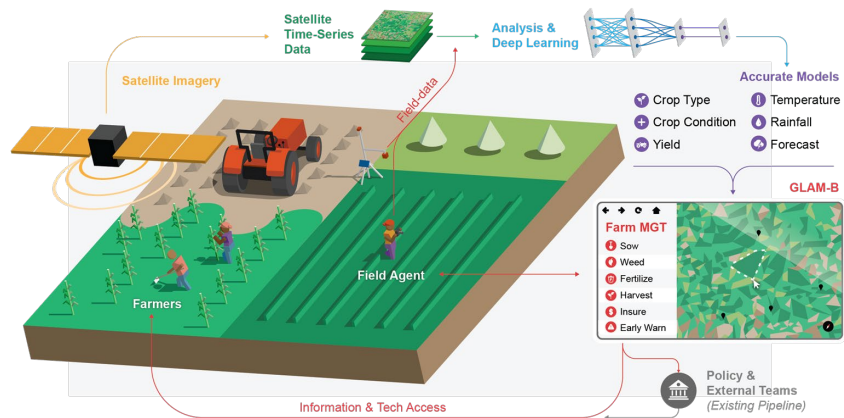 Satellite
Time-Series
Data
Analysis &
Deep Learning
Satellite Imagery
Field-data
Accurate Models
Crop Type
Temperature
Crop Condition
Rainfall
Yield
Forecast
GLAM-B
Farm MGT
Sow
Weed
Fertilize
Harvest
Insure
Early Warn
Field Agent
Farmers
Policy &
External Teams
(Existing Pipeline)
Information & Tech Access